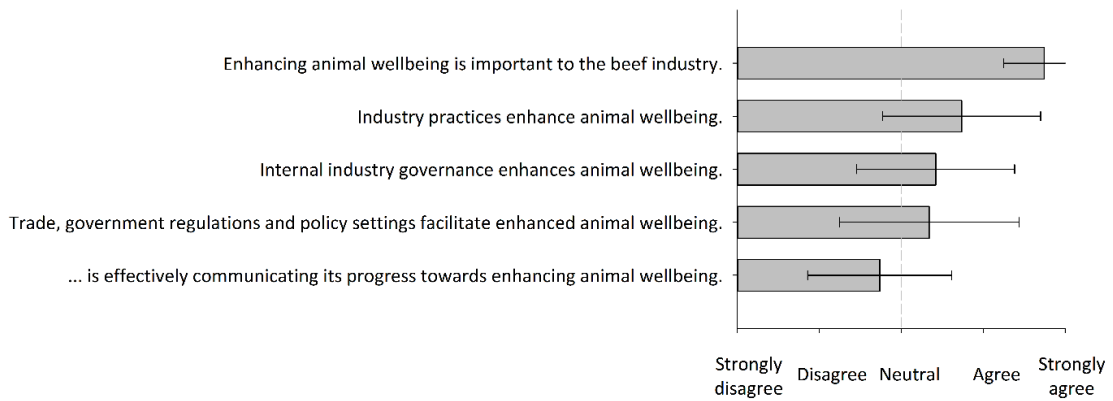 Enhancing animal wellbeing is important to the beef industry.
Industry practices enhance animal wellbeing.
Internal industry governance enhances animal wellbeing.
Trade, government regulations and policy settings facilitate enhanced animal wellbeing.
... is effectively communicating its progress towards enhancing animal wellbeing.
Strongly
disagree
Disagree
Neutral
Agree
Strongly
agree